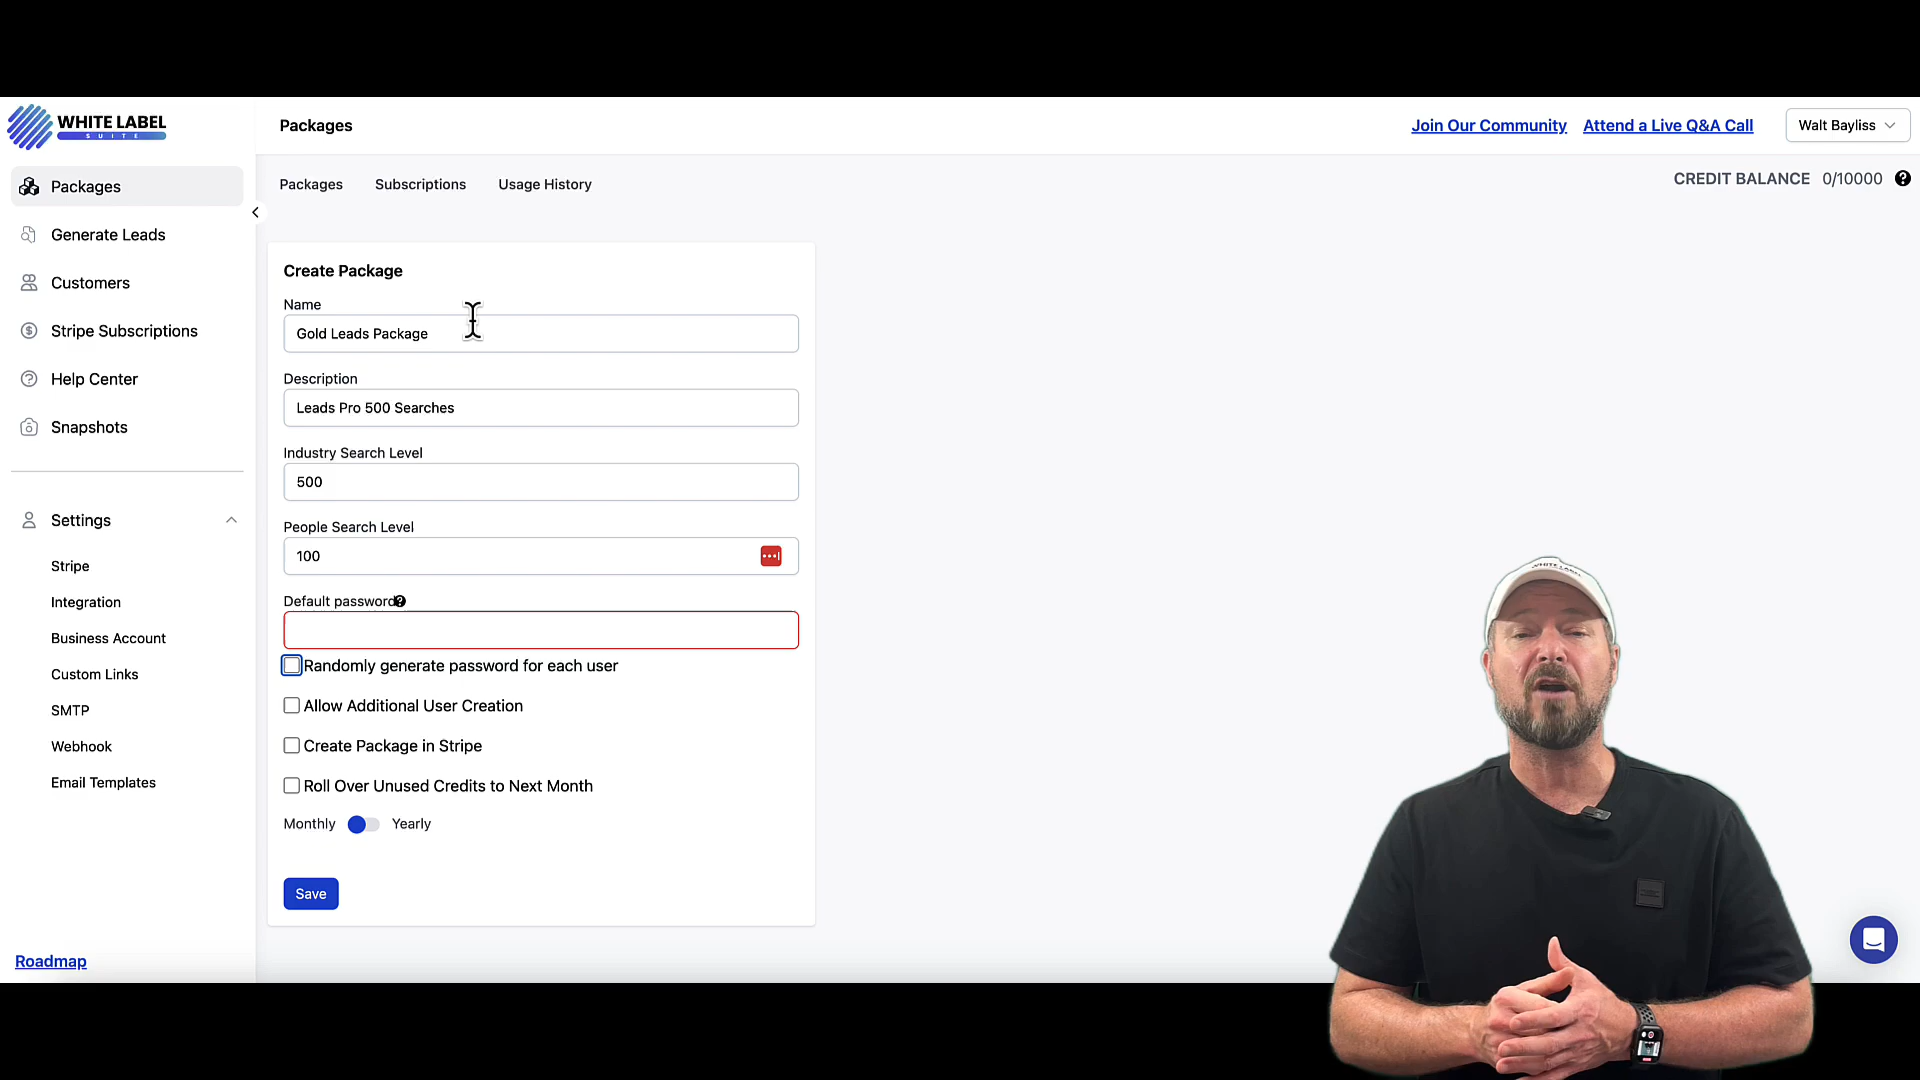 WHITE LABEL
SUITE
Packages
Join Our Community
Attend a Live Q&A Call
Walt Bayliss
Packages
Generate Leads
Customers
Stripe Subscriptions
Help Center
Snapshots
Settings
Stripe
Integration
Business Account
Custom Links
SMTP
Webhook
Email Templates
Roadmap
Packages
Subscriptions
Usage History
CREDIT BALANCE 0/10000
Create Package
Name
Gold Leads Package
Description
Leads Pro 500 Searches
Industry Search Level
500
People Search Level
100
Default password
Randomly generate password for each user
Allow Additional User Creation
Create Package in Stripe
Roll Over Unused Credits to Next Month
Monthly
Yearly
Save
WHITE LABEL